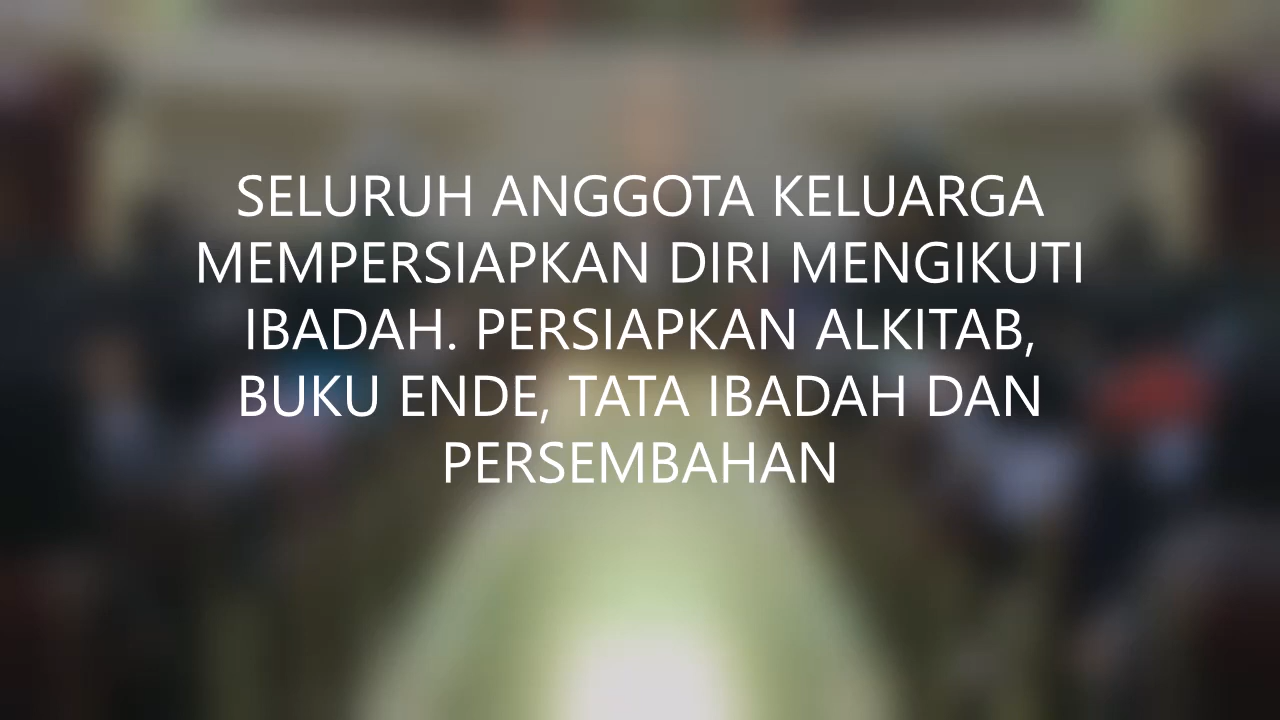 SELURUH ANGGOTA KELUARGA
MEMPERSIAPKAN DIRI MENGIKUTI
IBADAH. PERSIAPKAN ALKITAB,
BUKU ENDE, TATA IBADAH DAN
PERSEMBAHAN